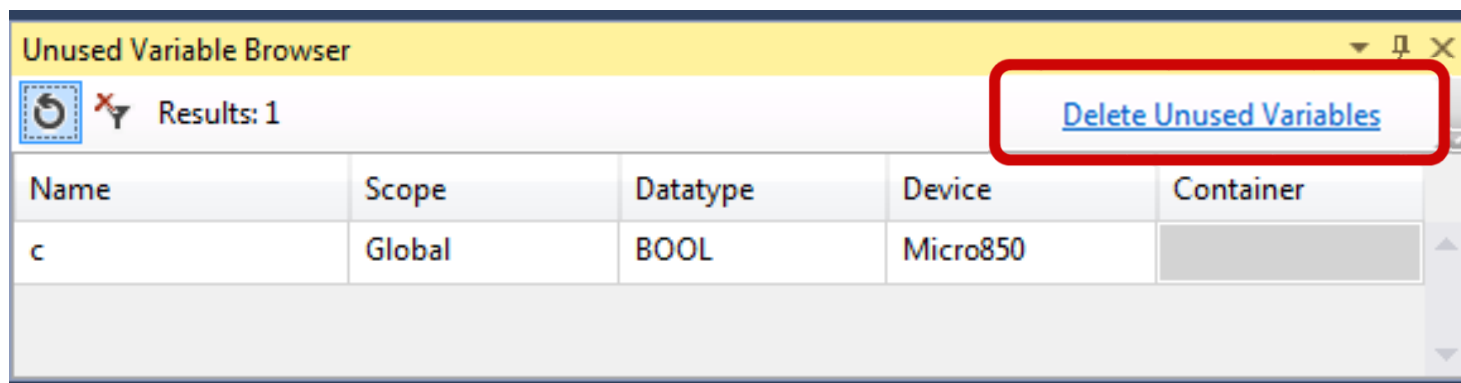 Unused Variable Browser
Results: 1 Delete Unused Variables
Name Scope Datatype Device Container
c Global BOOL Micro850